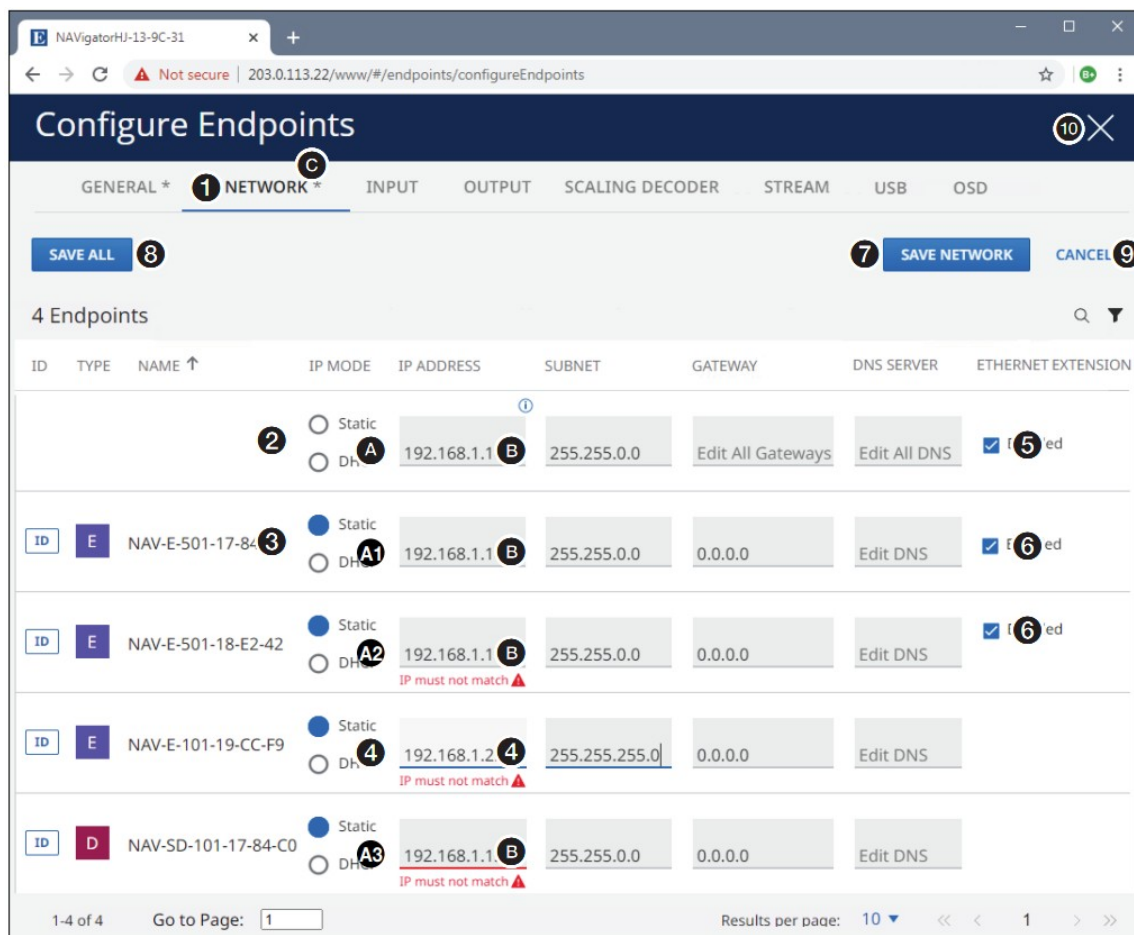 NAVigatorHJ-13-9C-31
Not secure | 203.0.113.22/www/#/endpoints/configureEndpoints
Configure Endpoints
10
C
GENERAL * 1 NETWORK * INPUT OUTPUT SCALING DECODER STREAM USB OSD
SAVE ALL 8 7 SAVE NETWORK CANCEL 9
4 Endpoints
ID TYPE NAME ↑ IP MODE IP ADDRESS SUBNET GATEWAY DNS SERVER ETHERNET EXTENSION
Static
2 A 192.168.1.1 B 255.255.0.0 Edit All Gateways Edit All DNS 5
Static
ID E NAV-E-501-17-84 3 A1 192.168.1.1 B 255.255.0.0 0.0.0.0 Edit DNS 6
Static
ID E NAV-E-501-18-E2-42 A2 192.168.1.1 B 255.255.0.0 0.0.0.0 Edit DNS 6
IP must not match
Static
ID E NAV-E-101-19-CC-F9 4 192.168.1.2 4 255.255.255.0 0.0.0.0 Edit DNS
IP must not match
Static
ID D NAV-SD-101-17-84-C0 A3 192.168.1.1 B 255.255.0.0 0.0.0.0 Edit DNS
IP must not match
1-4 of 4 Go to Page: 1 Results per page: 10 1